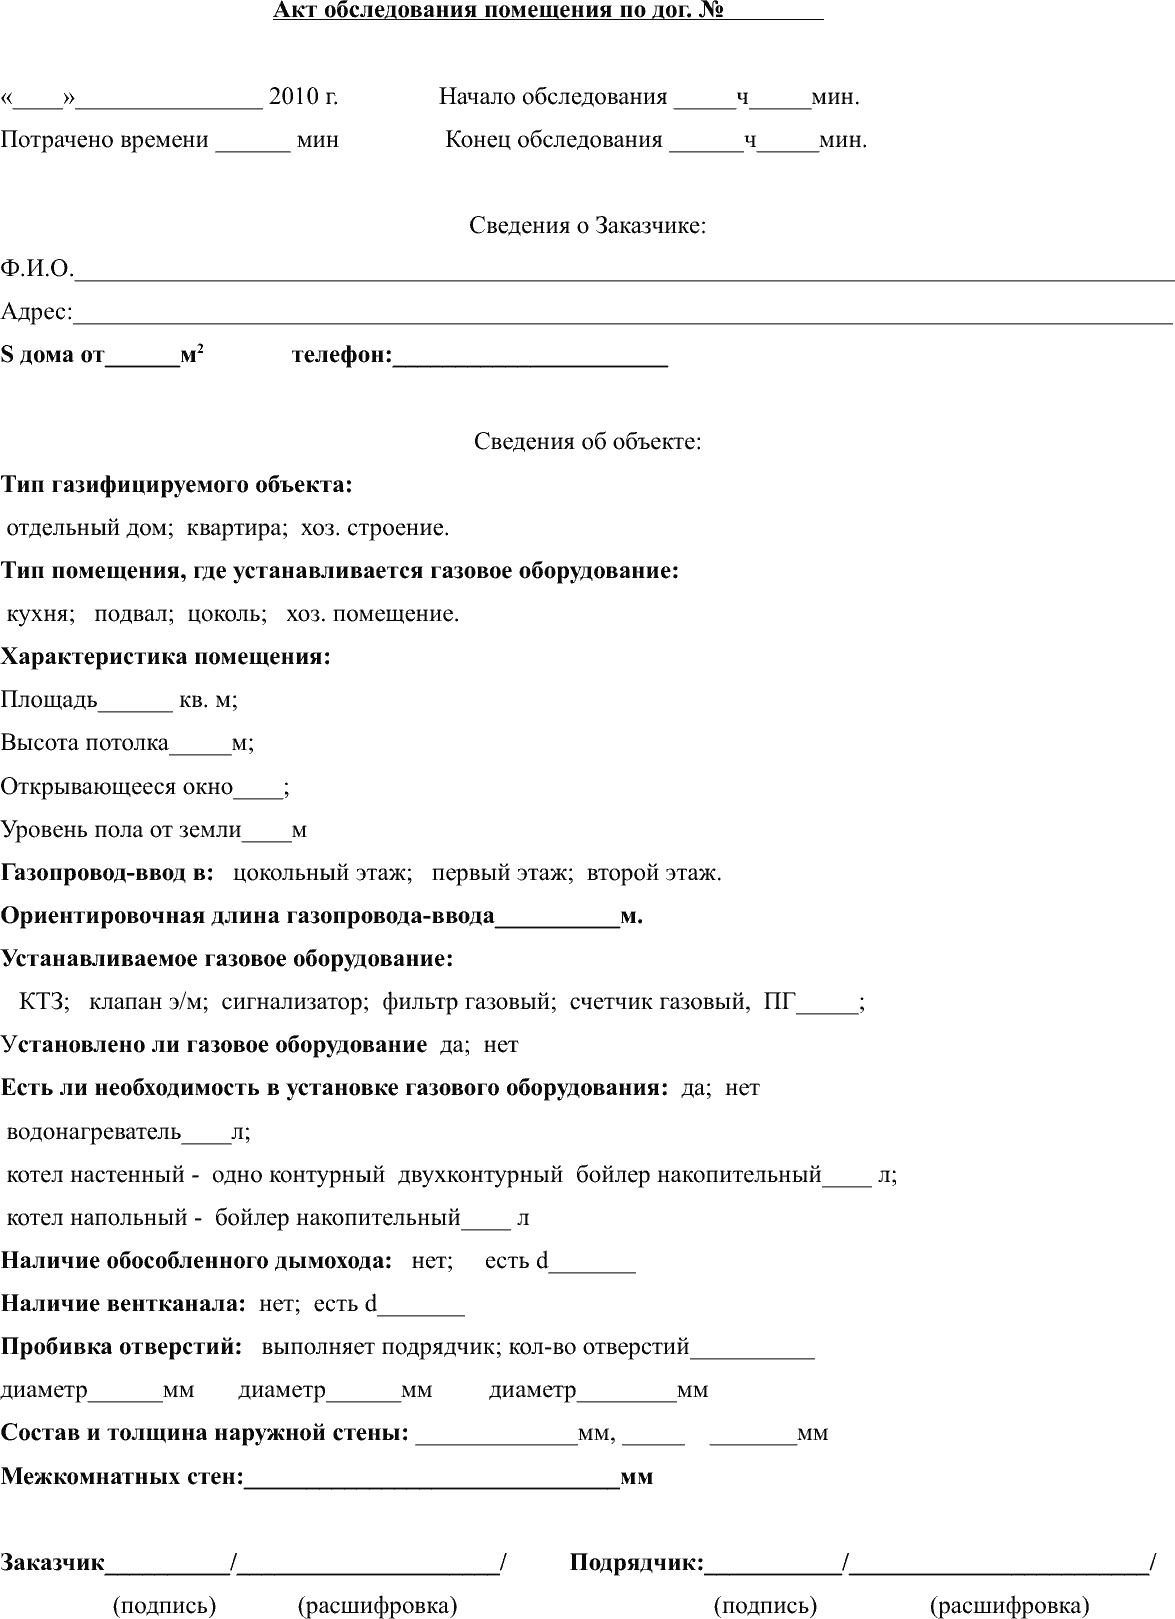 Акт обследования помещения по дог. №________
«____»_______________ 2010 г. Начало обследования _____ч_____мин.
Потрачено времени ______ мин Конец обследования ______ч_____мин.
Сведения о Заказчике:
Ф.И.О.________________________________________________________________________________________
Адрес:________________________________________________________________________________________
S дома от______м² телефон:______________________
Сведения об объекте:
Тип газифицируемого объекта:
отдельный дом; квартира; хоз. строение.
Тип помещения, где устанавливается газовое оборудование:
кухня; подвал; цоколь; хоз. помещение.
Характеристика помещения:
Площадь______ кв. м;
Высота потолка_____м;
Открывающееся окно____;
Уровень пола от земли____м
Газопровод-ввод в: цокольный этаж; первый этаж; второй этаж.
Ориентировочная длина газопровода-ввода__________м.
Устанавливаемое газовое оборудование:
КТЗ; клапан э/м; сигнализатор; фильтр газовый; счетчик газовый, ПГ_____;
Установлено ли газовое оборудование да; нет
Есть ли необходимость в установке газового оборудования: да; нет
водонагреватель____л;
котел настенный - одно контурный двухконтурный бойлер накопительный____ л;
котел напольный - бойлер накопительный____ л
Наличие обособленного дымохода: нет; есть d_______
Наличие вентканала: нет; есть d_______
Пробивка отверстий: выполняет подрядчик; кол-во отверстий__________
диаметр______мм диаметр______мм диаметр________мм
Состав и толщина наружной стены: _____________мм, _____ _______мм
Межкомнатных стен:______________________________мм
Заказчик__________/_____________________/ Подрядчик:___________/________________________/
(подпись) (расшифровка) (подпись) (расшифровка)